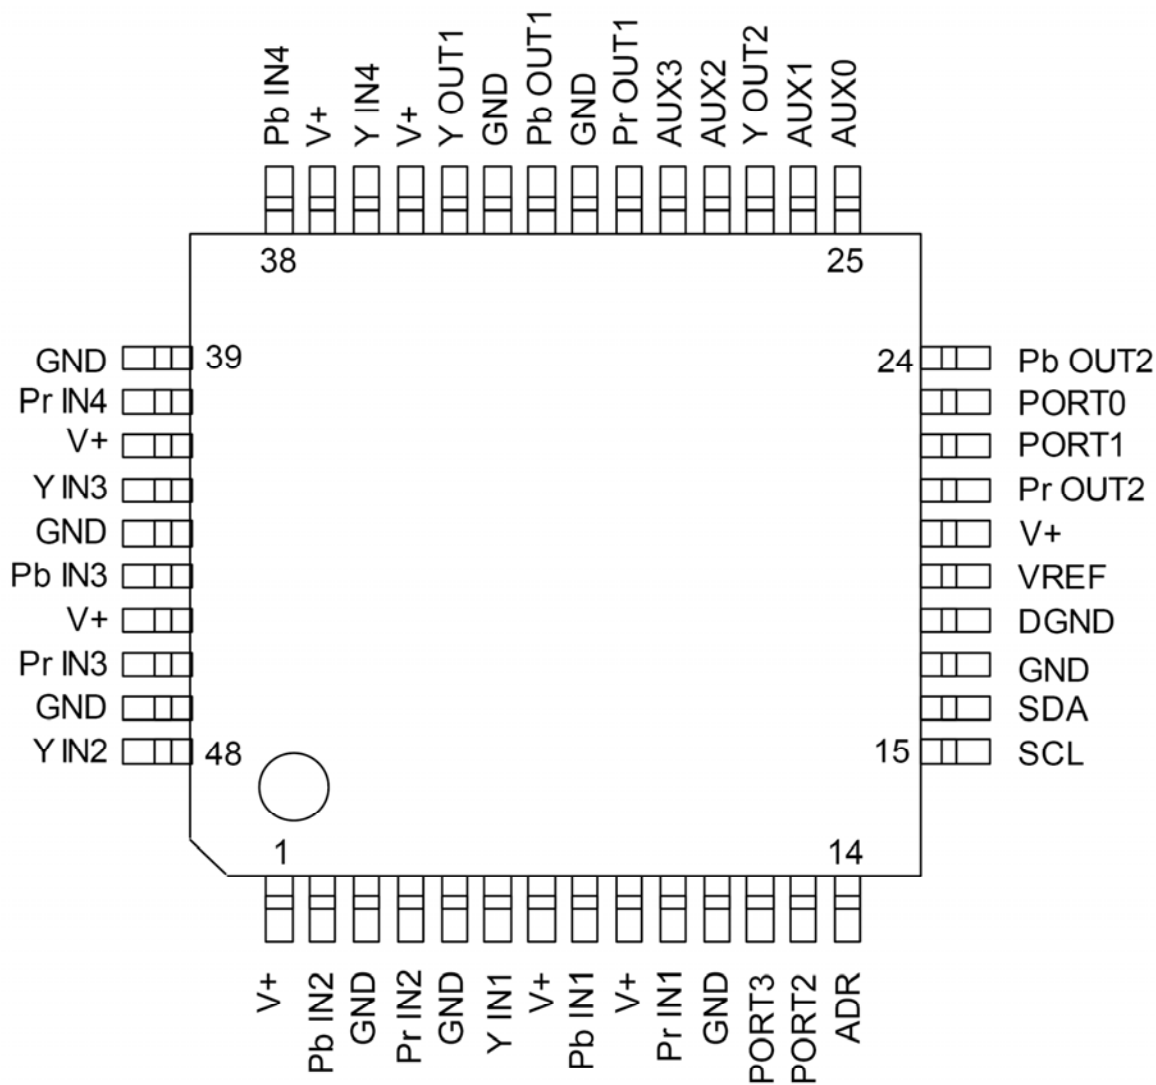 Pb IN4
V+
Y IN4
V+
Y OUT1
GND
Pb OUT1
GND
Pr OUT1
AUX3
AUX2
Y OUT2
AUX1
AUX0
38
25
GND
39
24
Pb OUT2
Pr IN4
PORT0
V+
PORT1
Y IN3
Pr OUT2
GND
V+
Pb IN3
VREF
V+
DGND
Pr IN3
GND
GND
SDA
Y IN2
48
15
SCL
1
14
V+
Pb IN2
GND
Pr IN2
GND
Y IN1
V+
Pb IN1
V+
Pr IN1
GND
PORT3
PORT2
ADR